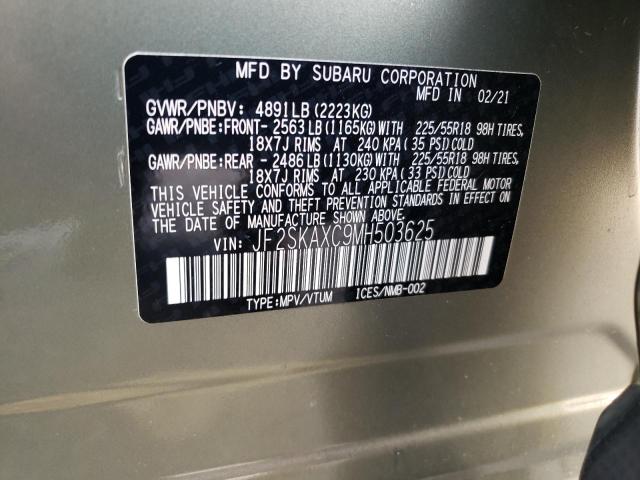 MFD BY SUBARU CORPORATION
MFD IN 02/21
GVWR/PNBV: 4891LB (2223KG)
GAWR/PNBE:FRONT- 2563 LB (1165KG) WITH 225/55R18 98H TIRES,
18X7J RIMS AT 240 KPA ( 35 PSI) COLD
GAWR/PNBE:REAR - 2486 LB (1130KG) WITH 225/55R18 98H TIRES,
18X7J RIMS AT 230 KPA ( 33 PSI) COLD
THIS VEHICLE CONFORMS TO ALL APPLICABLE FEDERAL MOTOR
VEHICLE SAFETY AND THEFT PREVENTION STANDARDS IN EFFECT ON
THE DATE OF MANUFACTURE SHOWN ABOVE.
VIN: JF2SKAXC9MH503625
TYPE:MPV/VTUM ICES/NMB-002